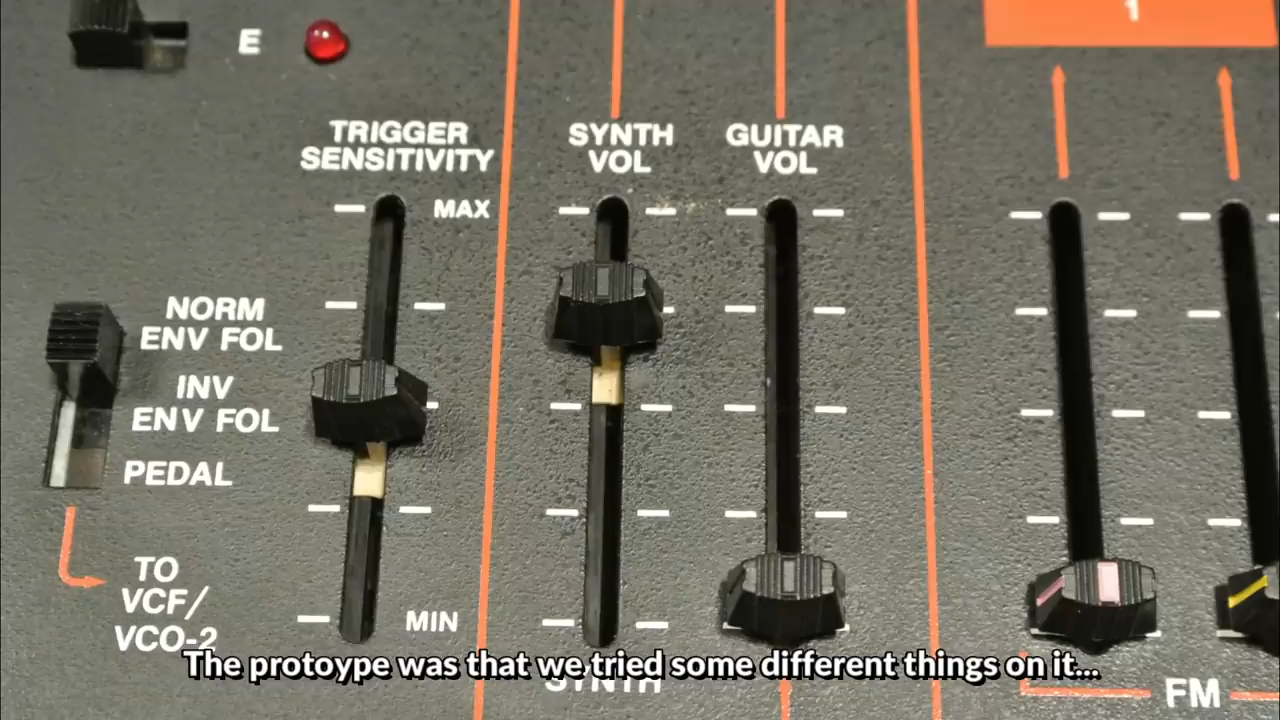 E
1
TRIGGER
SENSITIVITY
SYNTH
VOL
GUITAR
VOL
MAX
NORM
ENV FOL
INV
ENV FOL
PEDAL
TO
VCF/
VCO-2
MIN
The protoype was that we tried some different things on it...
SYNTH
FM